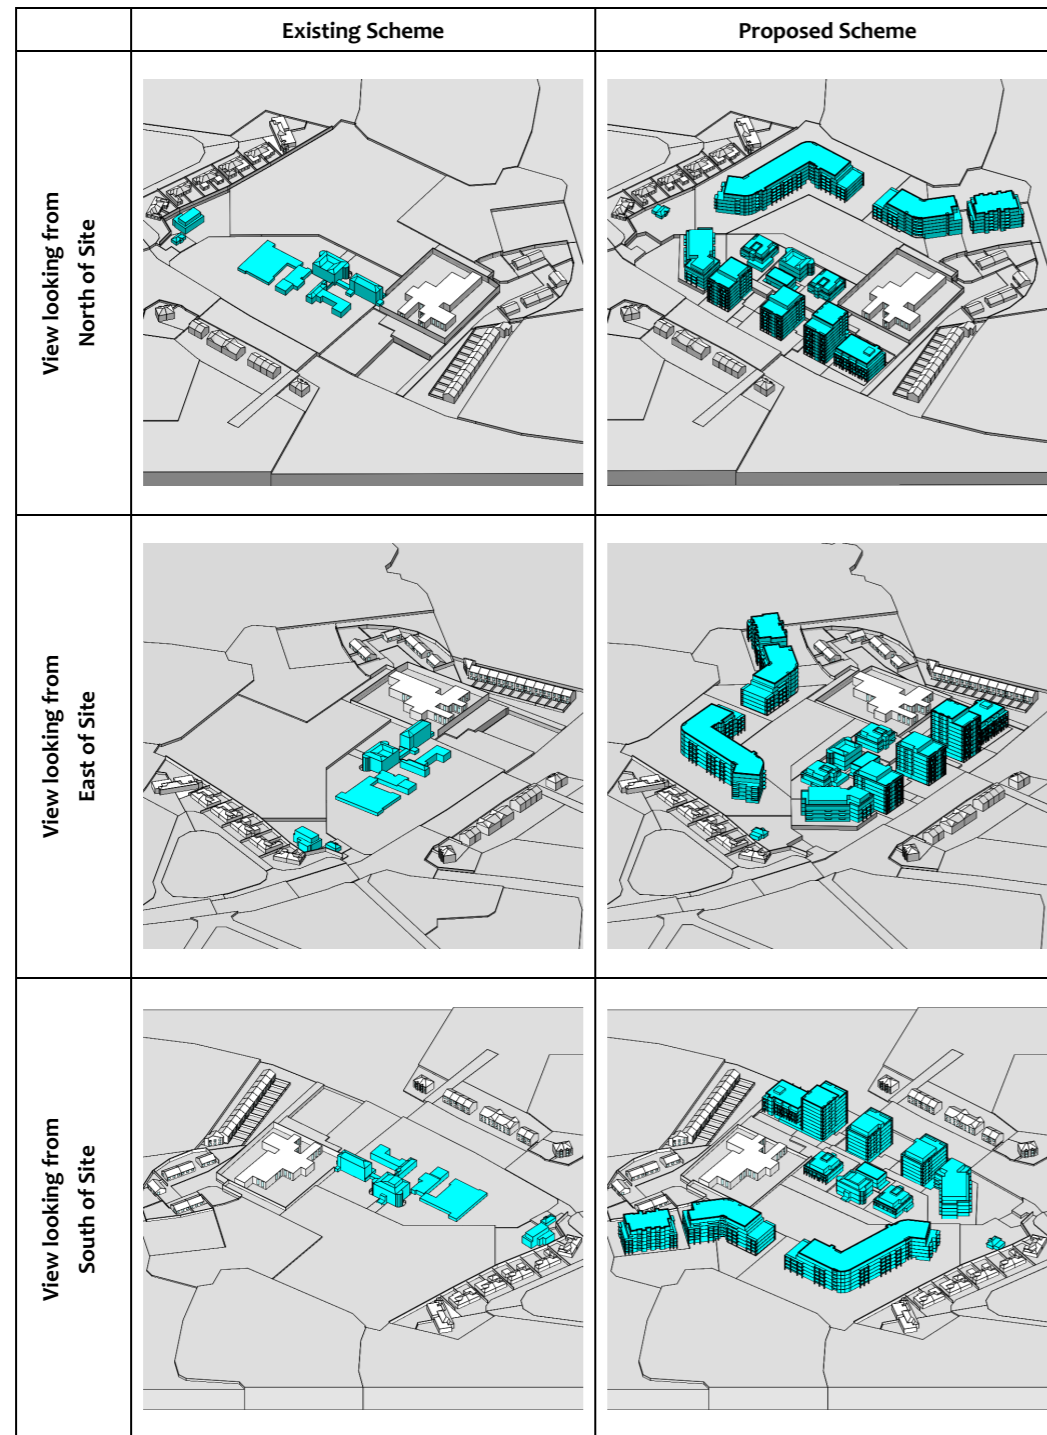 Existing Scheme
Proposed Scheme
View looking from
North of Site
View looking from
East of Site
View looking from
South of Site